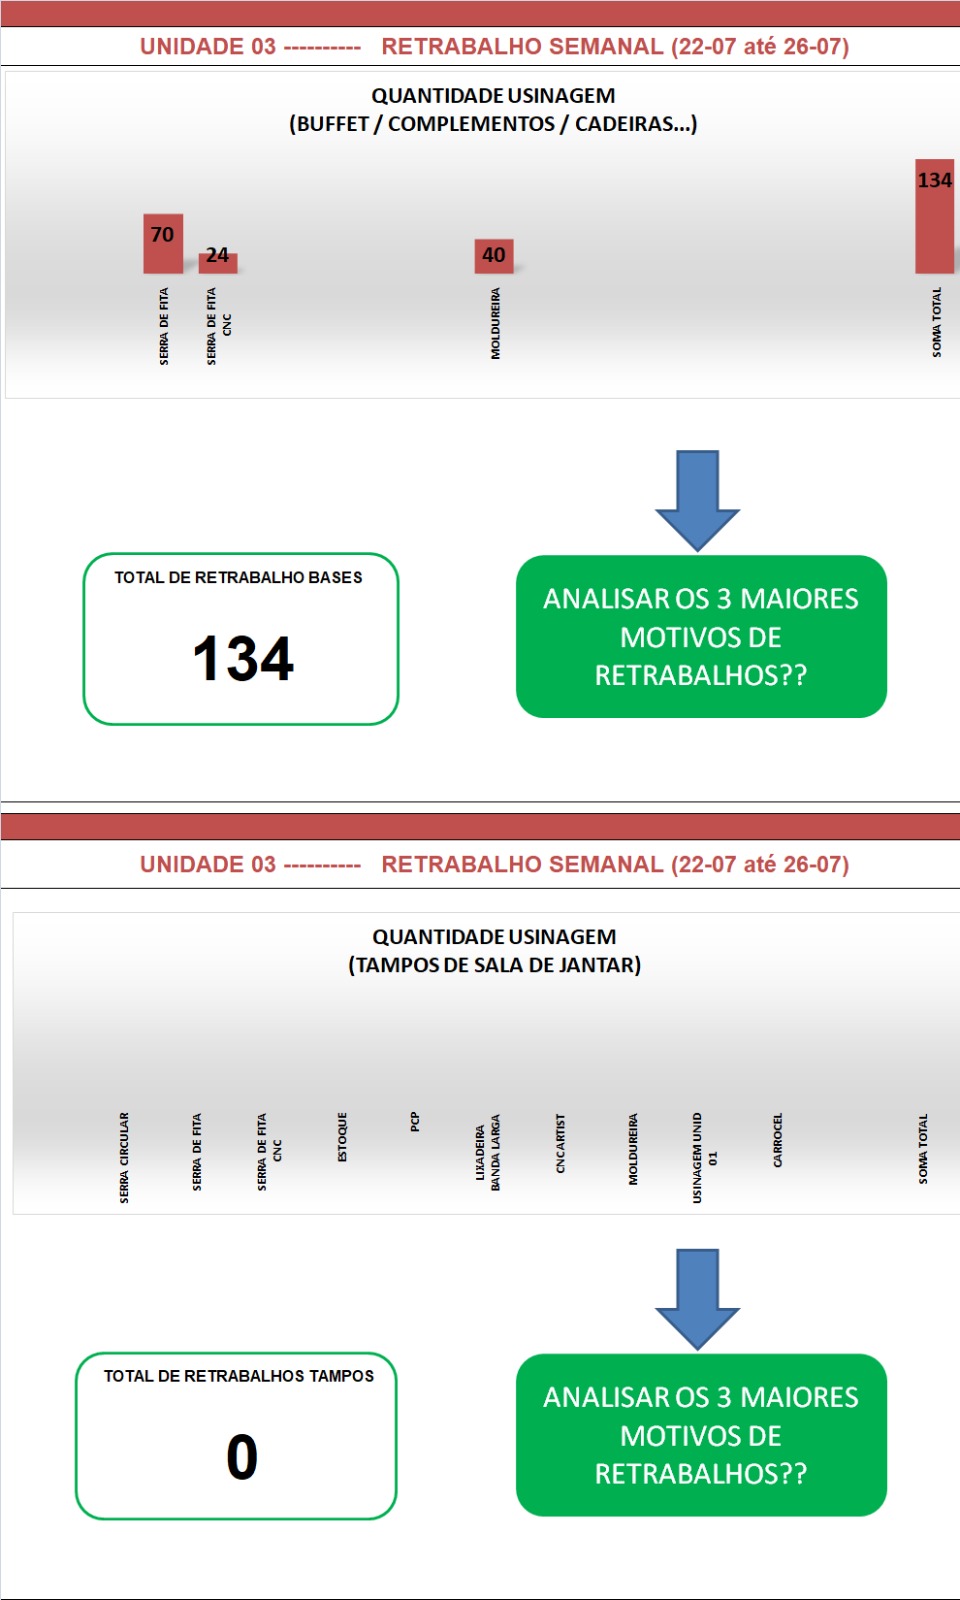 UNIDADE 03 ---------- RETRABALHO SEMANAL (22-07 até 26-07)
QUANTIDADE USINAGEM
(BUFFET / COMPLEMENTOS / CADEIRAS...)
134
70
24
40
SERRA DE FITA
SERRA DE FITA
CNC
MOLDUREIRA
SOMA TOTAL
TOTAL DE RETRABALHO BASES
134
ANALISAR OS 3 MAIORES
MOTIVOS DE
RETRABALHOS??
UNIDADE 03 ---------- RETRABALHO SEMANAL (22-07 até 26-07)
QUANTIDADE USINAGEM
(TAMPOS DE SALA DE JANTAR)
SERRA CIRCULAR
SERRA DE FITA
SERRA DE FITA
CNC
ESTOQUE
PCP
LIXADEIRA
BANDA LARGA
CNC ARTIST
MOLDUREIRA
USINAGEM UNID
01
CARROCEL
SOMA TOTAL
TOTAL DE RETRABALHOS TAMPOS
0
ANALISAR OS 3 MAIORES
MOTIVOS DE
RETRABALHOS??